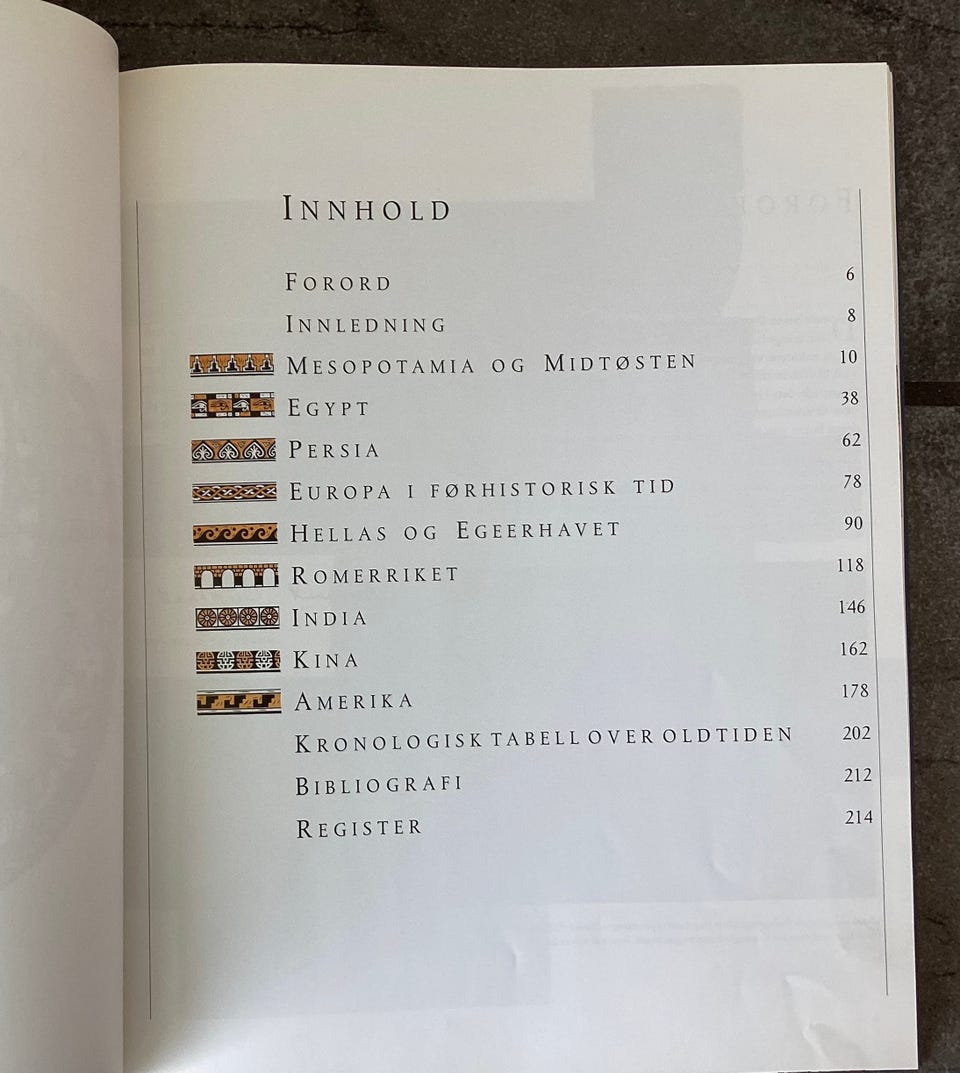 INNHOLD
FORORD 6
INNLEDNING 8
MESOPOTAMIA OG MIDTØSTEN 10
EGYPT 38
PERSIA 62
EUROPA I FØRHISTORISK TID 78
HELLAS OG EGEERHAVET 90
ROMERRIKET 118
INDIA 146
KINA 162
AMERIKA 178
KRONOLOGISK TABELL OVER OLDTIDEN 202
BIBLIOGRAFI 212
REGISTER 214